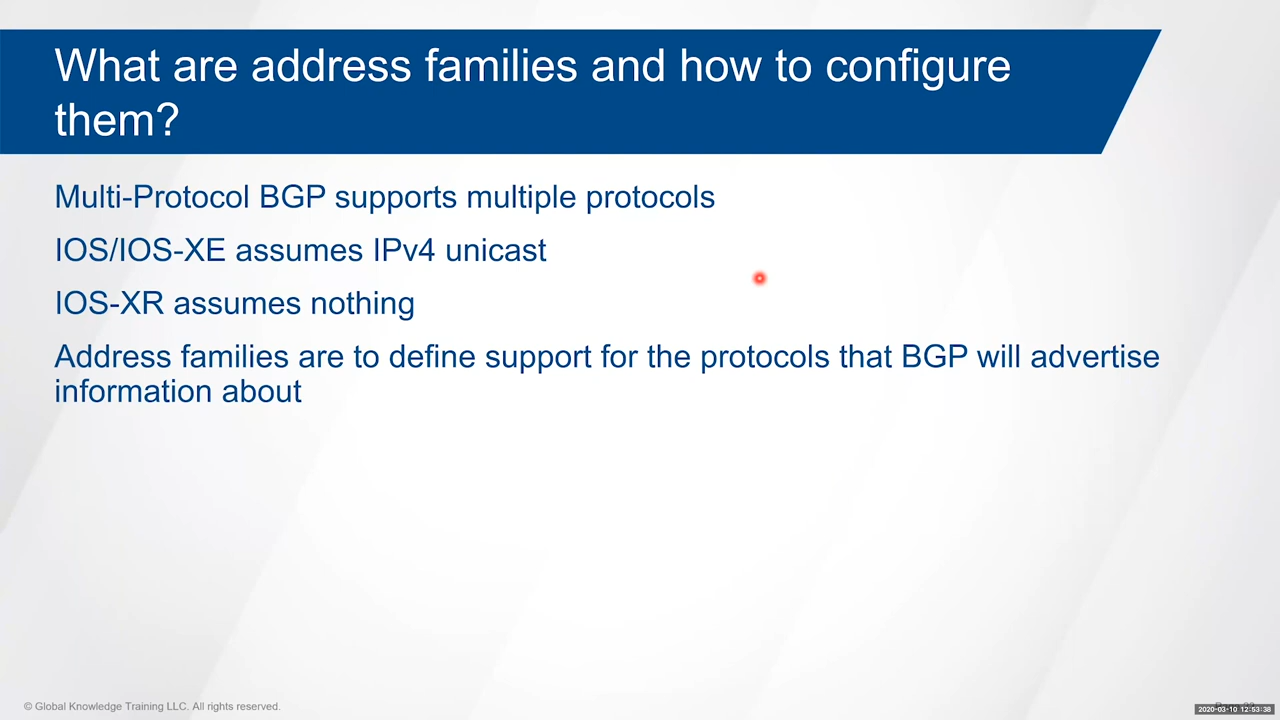 What are address families and how to configure
them?
Multi-Protocol BGP supports multiple protocols
IOS/IOS-XE assumes IPv4 unicast
IOS-XR assumes nothing
Address families are to define support for the protocols that BGP will advertise
information about
© Global Knowledge Training LLC. All rights reserved.
2020-03-10 12:53:38